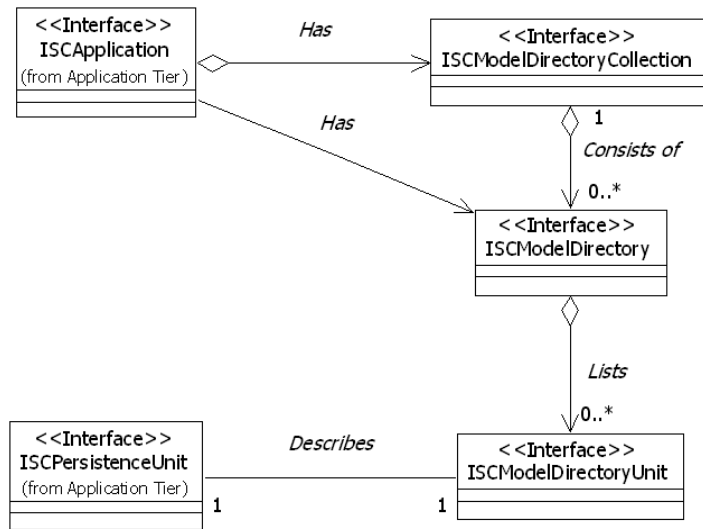 <<Interface>>
ISCApplication
(from Application Tier)
Has
<<Interface>>
ISCModelDirectoryCollection
1
Has
Consists of
0..*
<<Interface>>
ISCModelDirectory
Lists
0..*
<<Interface>>
ISCPersistenceUnit
(from Application Tier)
1
Describes
1
<<Interface>>
ISCModelDirectoryUnit